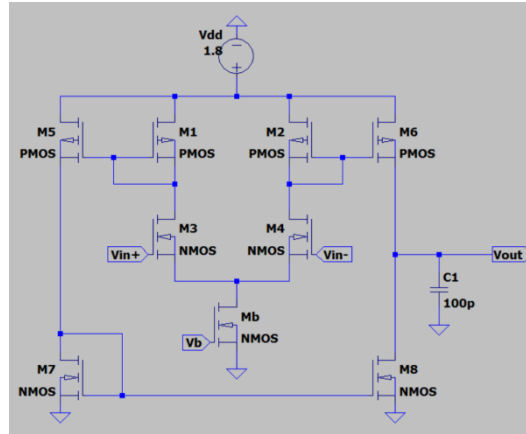 Vdd
1.8
M5
M1
M2
M6
PMOS
PMOS
PMOS
PMOS
M3
M4
Vin+
NMOS
NMOS
Vin-
Vout
C1
100p
Mb
Vb
NMOS
M7
M8
NMOS
NMOS